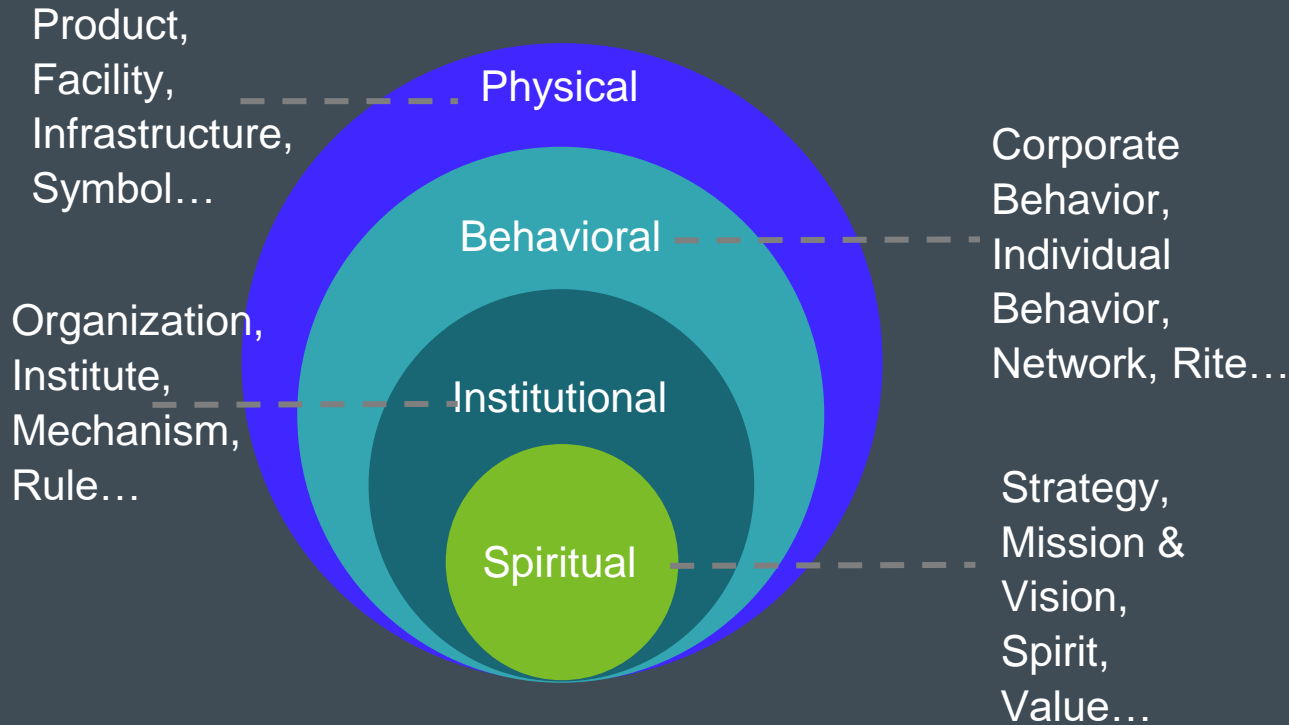 Product,
Facility,
Infrastructure,
Symbol…
Physical
Corporate
Behavior,
Individual
Behavior,
Network, Rite…
Behavioral
Organization,
Institute,
Mechanism,
Rule…
Institutional
Strategy,
Mission &
Vision,
Spirit,
Value…
Spiritual